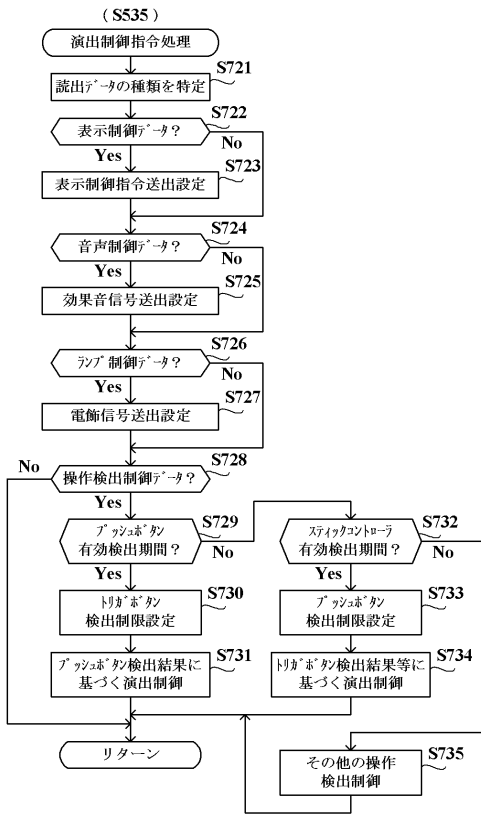 (S535)
演出制御指令処理
S721
読出ﾃﾞｰﾀの種類を特定
S722
表示制御ﾃﾞｰﾀ?
No
Yes
S723
表示制御指令送出設定
S724
音声制御ﾃﾞｰﾀ?
No
Yes
S725
効果音信号送出設定
S726
ﾗﾝﾌﾟ制御ﾃﾞｰﾀ?
No
Yes
S727
電飾信号送出設定
S728
No
操作検出制御ﾃﾞｰﾀ?
Yes
S729
ﾌﾟｯｼｭﾎﾞﾀﾝ
有効検出期間?
No
Yes
S732
ｽﾃｨｯｸｺﾝﾄﾛｰﾗ
有効検出期間?
No
Yes
S730
ﾄﾘｶﾞﾎﾞﾀﾝ
検出制限設定
S733
ﾌﾟｯｼｭﾎﾞﾀﾝ
検出制限設定
S731
ﾌﾟｯｼｭﾎﾞﾀﾝ検出結果に
基づく演出制御
S734
ﾄﾘｶﾞﾎﾞﾀﾝ検出結果等に
基づく演出制御
リターン
S735
その他の操作
検出制御